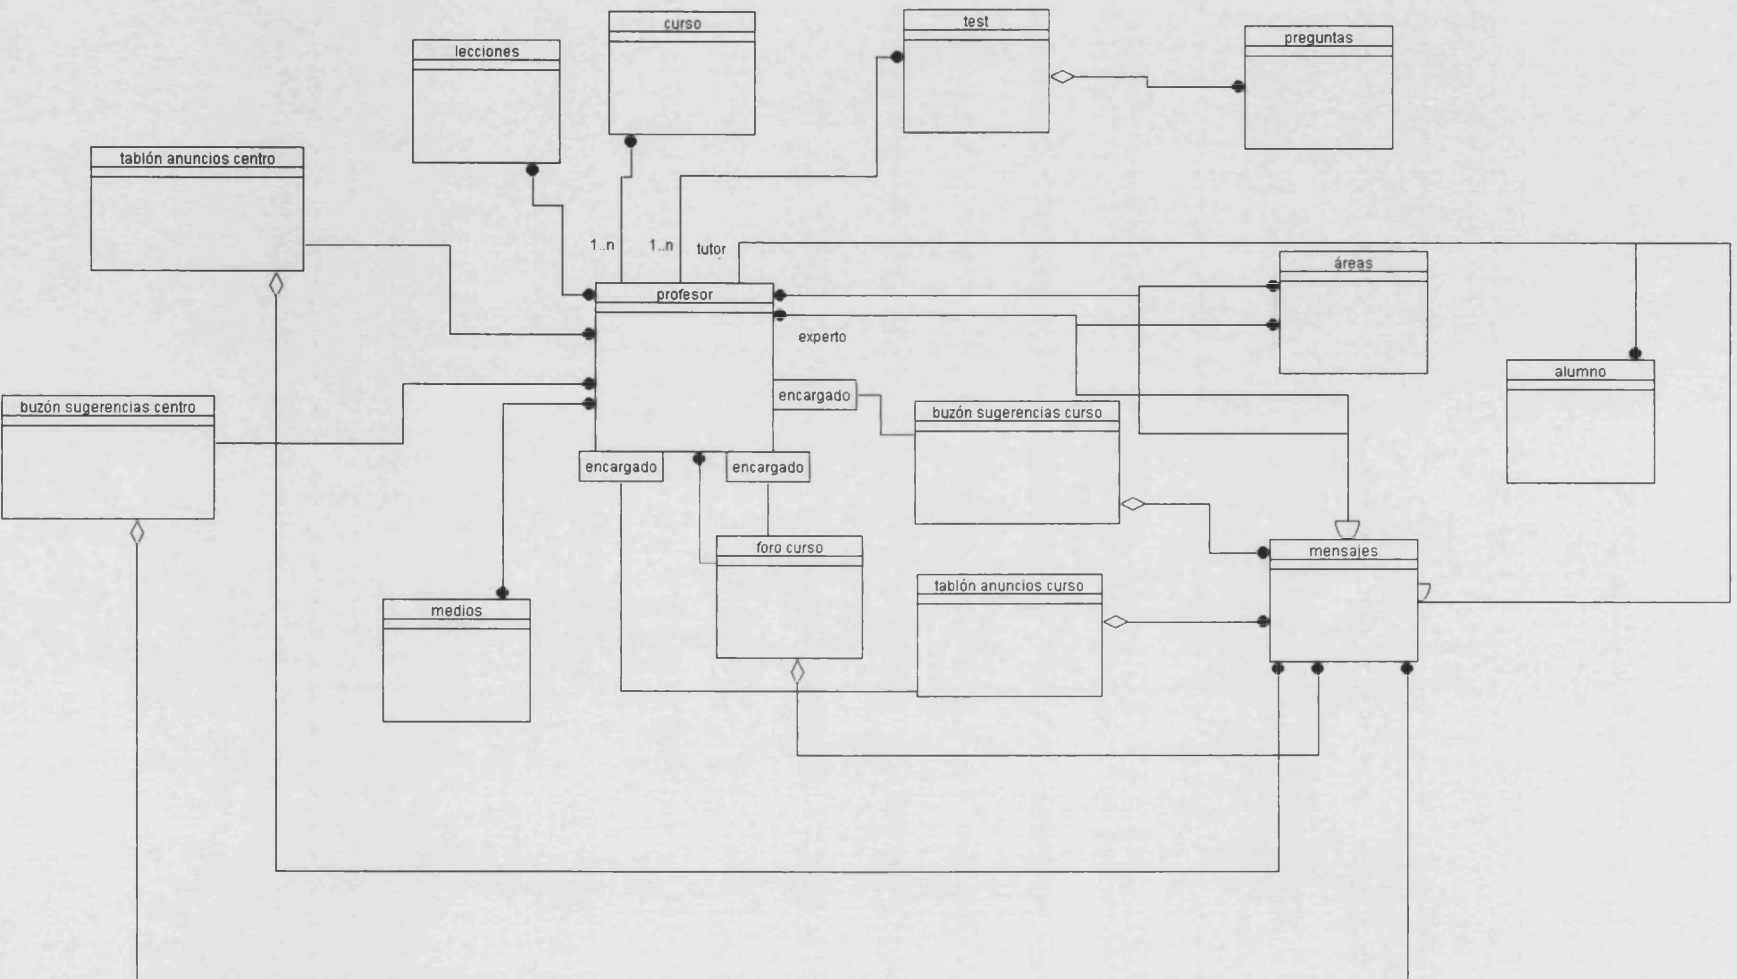 curso
test
lecciones
preguntas
tablón anuncios centro
1..n
1..n
tutor
áreas
profesor
experto
alumno
encargado
buzón sugerencias centro
buzón sugerencias curso
encargado
encargado
foro curso
mensajes
tablón anuncios curso
medios